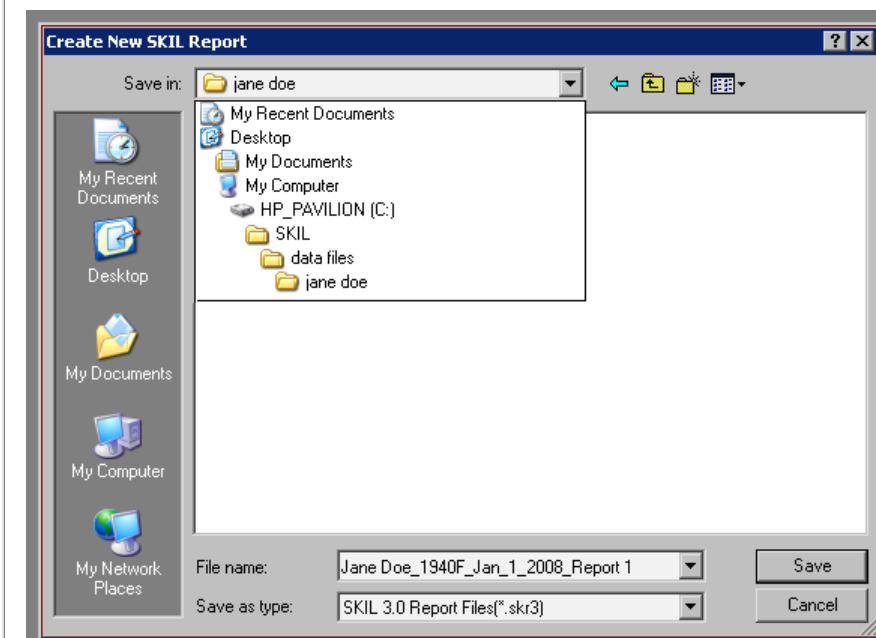 Create New SKIL Report
Save in:
jane doe
My Recent Documents
Desktop
My Documents
My Computer
HP_PAVILION (C:)
SKIL
data files
jane doe
My Recent
Documents
Desktop
My Documents
My Computer
My Network
Places
File name:
Jane Doe_1940F_Jan_1_2008_Report 1
Save
Save as type:
SKIL 3.0 Report Files(*.skr3)
Cancel